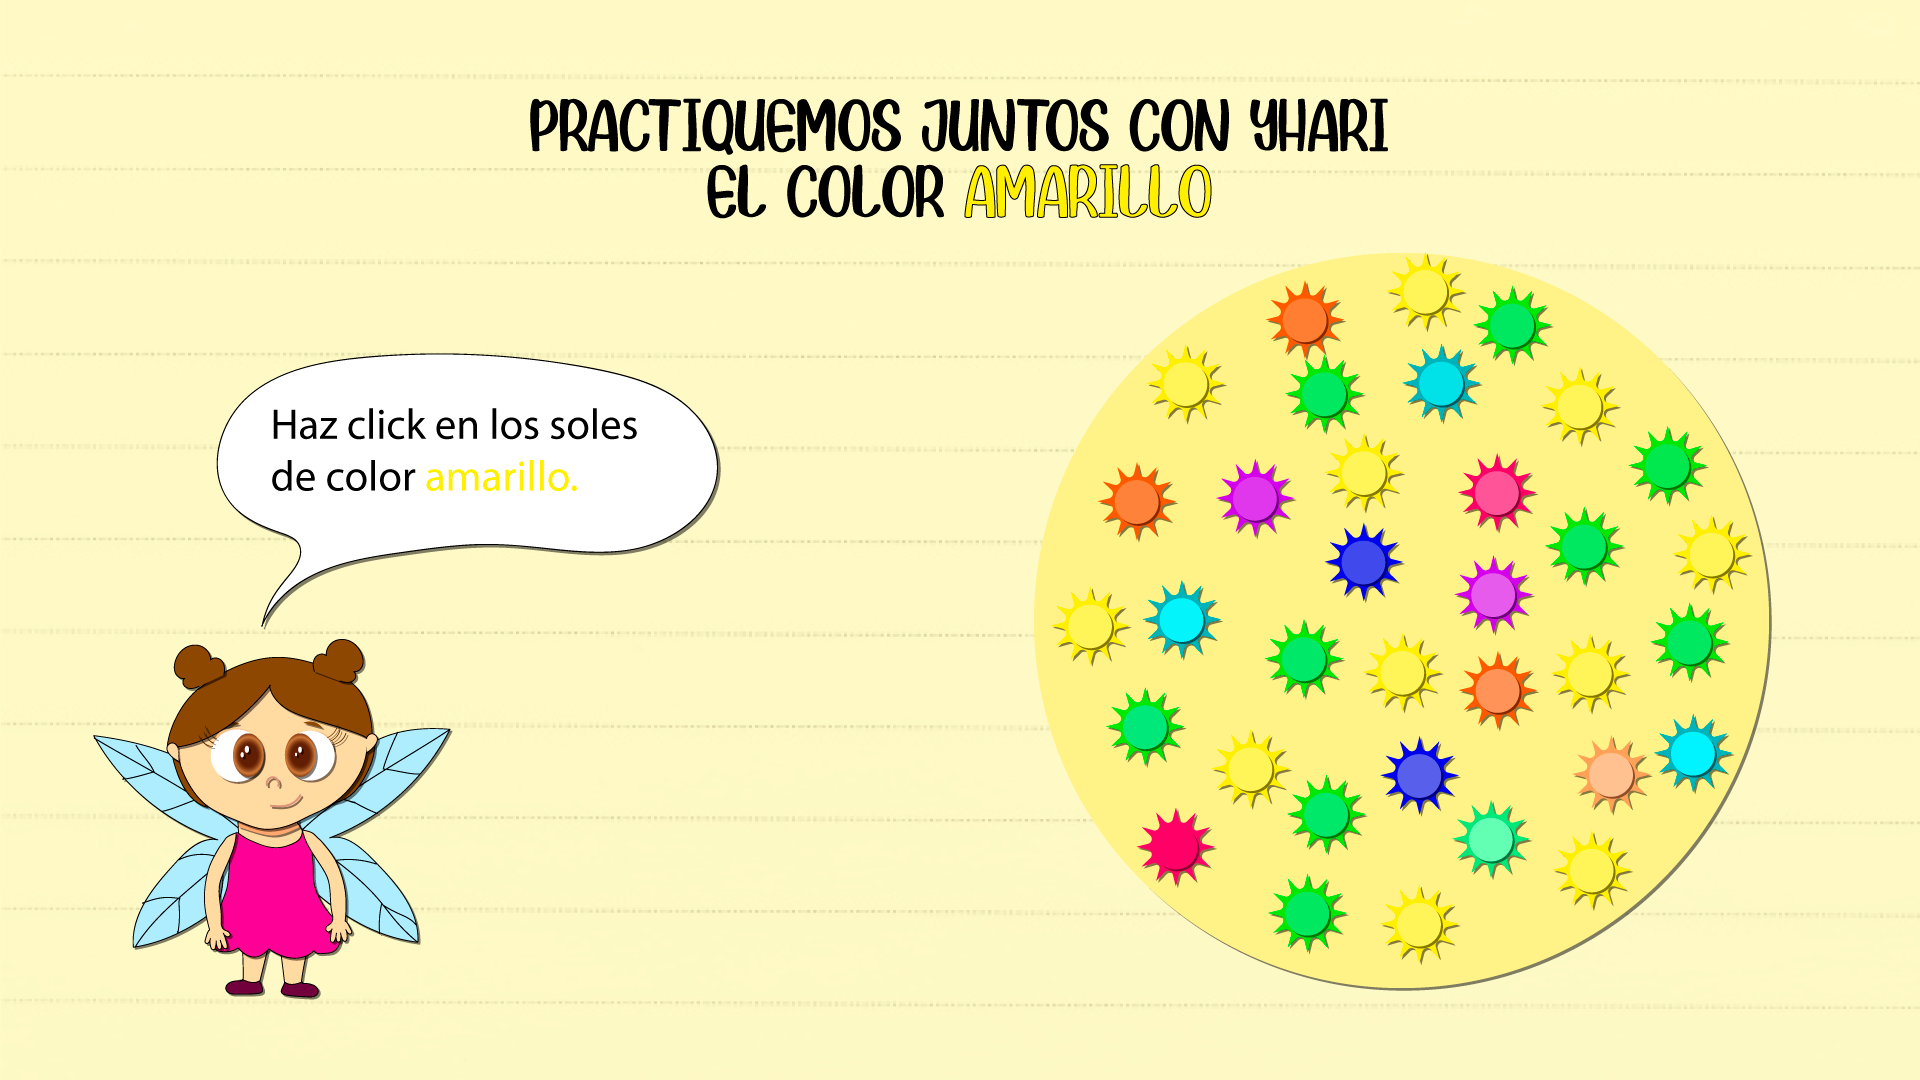 PRACTIQUEMOS JUNTOS CON YHARI
EL COLOR AMARILLO
Haz click en los soles
de color amarillo.